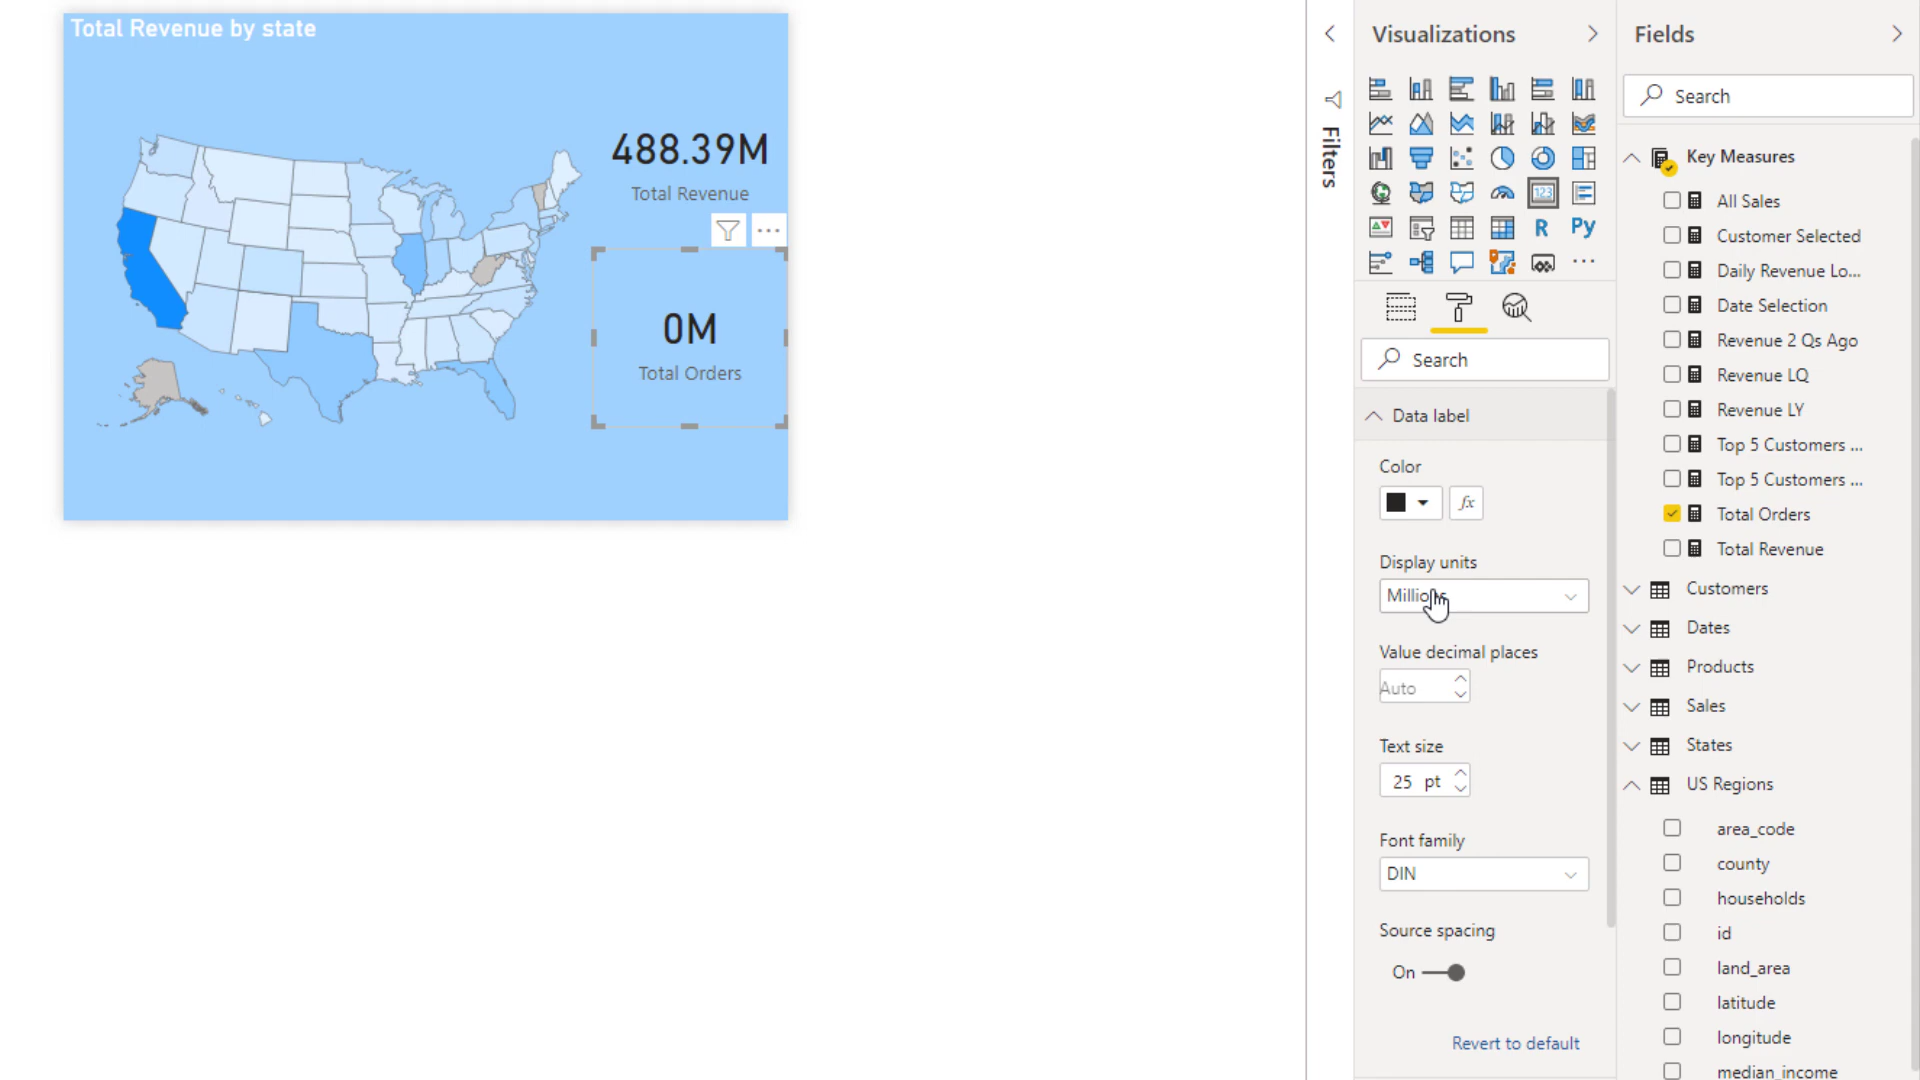 Total Revenue by state
488.39M
Total Revenue
0M
Total Orders
Filters
Visualizations
123
R
Py
Search
Data label
Color
fx
Display units
Value decimal places
Auto
Text size
25 pt
Font family
DIN
Source spacing
On
Revert to default
Fields
Search
Key Measures
All Sales
Customer Selected
Daily Revenue Lo...
Date Selection
Revenue 2 Qs Ago
Revenue LQ
Revenue LY
Top 5 Customers ...
Top 5 Customers ...
Total Orders
Total Revenue
Customers
Dates
Products
Sales
States
US Regions
area_code
county
households
id
land_area
latitude
longitude
median_income